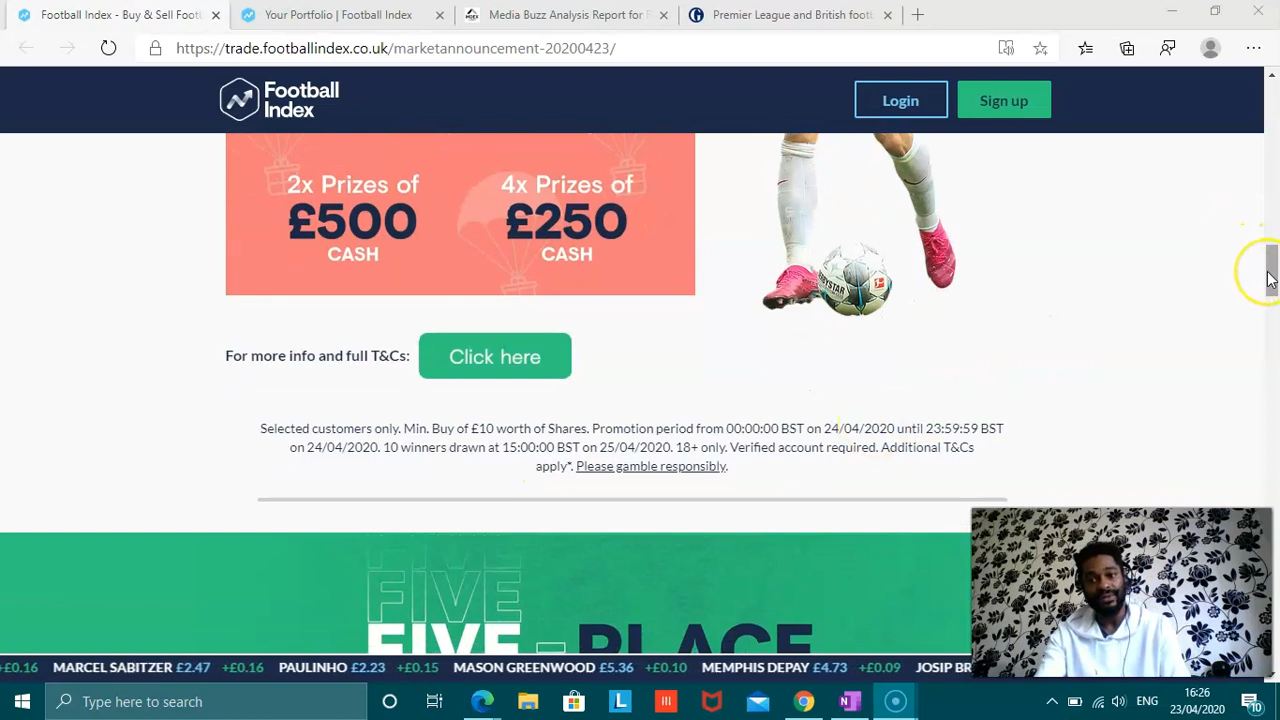 Football Index - Buy & Sell Foot
Your Portfolio | Football Index
Media Buzz Analysis Report for F
Premier League and British footb
https://trade.footballindex.co.uk/marketannouncement-20200423/
Football
Index
Login
Sign up
2x Prizes of
£500
CASH
4x Prizes of
£250
CASH
For more info and full T&Cs:
Click here
Selected customers only. Min. Buy of £10 worth of Shares. Promotion period from 00:00:00 BST on 24/04/2020 until 23:59:59 BST
on 24/04/2020. 10 winners drawn at 15:00:00 BST on 25/04/2020. 18+ only. Verified account required. Additional T&Cs
apply*. Please gamble responsibly.
FIVE
FIVE - PLACE
+£0.16 MARCEL SABITZER £2.47 +£0.16 PAULINHO £2.23 +£0.15 MASON GREENWOOD £5.36 +£0.10 MEMPHIS DEPAY £4.73 +£0.09 JOSIP BR
Type here to search
ENG
16:26
23/04/2020
10